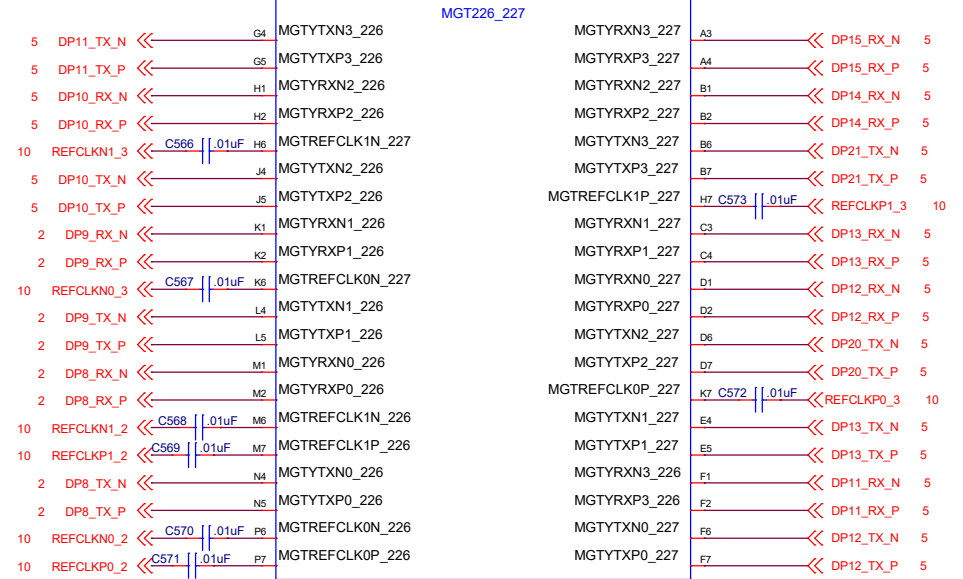 MGT226_227
5 DP11_TX_N G4 MGTYTXN3_226 MGTYRXN3_227 A3 DP15_RX_N 5
5 DP11_TX_P G5 MGTYTXP3_226 MGTYRXP3_227 A4 DP15_RX_P 5
5 DP10_RX_N H1 MGTYRXN2_226 MGTYRXN2_227 B1 DP14_RX_N 5
5 DP10_RX_P H2 MGTYRXP2_226 MGTYRXP2_227 B2 DP14_RX_P 5
10 REFCLKN1_3 C566 .01uF H6 MGTREFCLK1N_227 MGTYTXN3_227 B6 DP21_TX_N 5
5 DP10_TX_N J4 MGTYTXN2_226 MGTYTXP3_227 B7 DP21_TX_P 5
5 DP10_TX_P J5 MGTYTXP2_226 MGTREFCLK1P_227 H7 C573 .01uF REFCLKP1_3 10
2 DP9_RX_N K1 MGTYRXN1_226 MGTYRXN1_227 C3 DP13_RX_N 5
2 DP9_RX_P K2 MGTYRXP1_226 MGTYRXP1_227 C4 DP13_RX_P 5
10 REFCLKN0_3 C567 .01uF K6 MGTREFCLK0N_227 MGTYRXN0_227 D1 DP12_RX_N 5
2 DP9_TX_N L4 MGTYTXN1_226 MGTYRXP0_227 D2 DP12_RX_P 5
2 DP9_TX_P L5 MGTYTXP1_226 MGTYTXN2_227 D6 DP20_TX_N 5
2 DP8_RX_N M1 MGTYRXN0_226 MGTYTXP2_227 D7 DP20_TX_P 5
2 DP8_RX_P M2 MGTYRXP0_226 MGTREFCLK0P_227 K7 C572 .01uF REFCLKP0_3 10
10 REFCLKN1_2 C568 .01uF M6 MGTREFCLK1N_226 MGTYTXN1_227 E4 DP13_TX_N 5
10 REFCLKP1_2 C569 .01uF M7 MGTREFCLK1P_226 MGTYTXP1_227 E5 DP13_TX_P 5
2 DP8_TX_N N4 MGTYTXN0_226 MGTYRXN3_226 F1 DP11_RX_N 5
2 DP8_TX_P N5 MGTYTXP0_226 MGTYRXP3_226 F2 DP11_RX_P 5
10 REFCLKN0_2 C570 .01uF P6 MGTREFCLK0N_226 MGTYTXN0_227 F6 DP12_TX_N 5
10 REFCLKP0_2 C571 .01uF P7 MGTREFCLK0P_226 MGTYTXP0_227 F7 DP12_TX_P 5